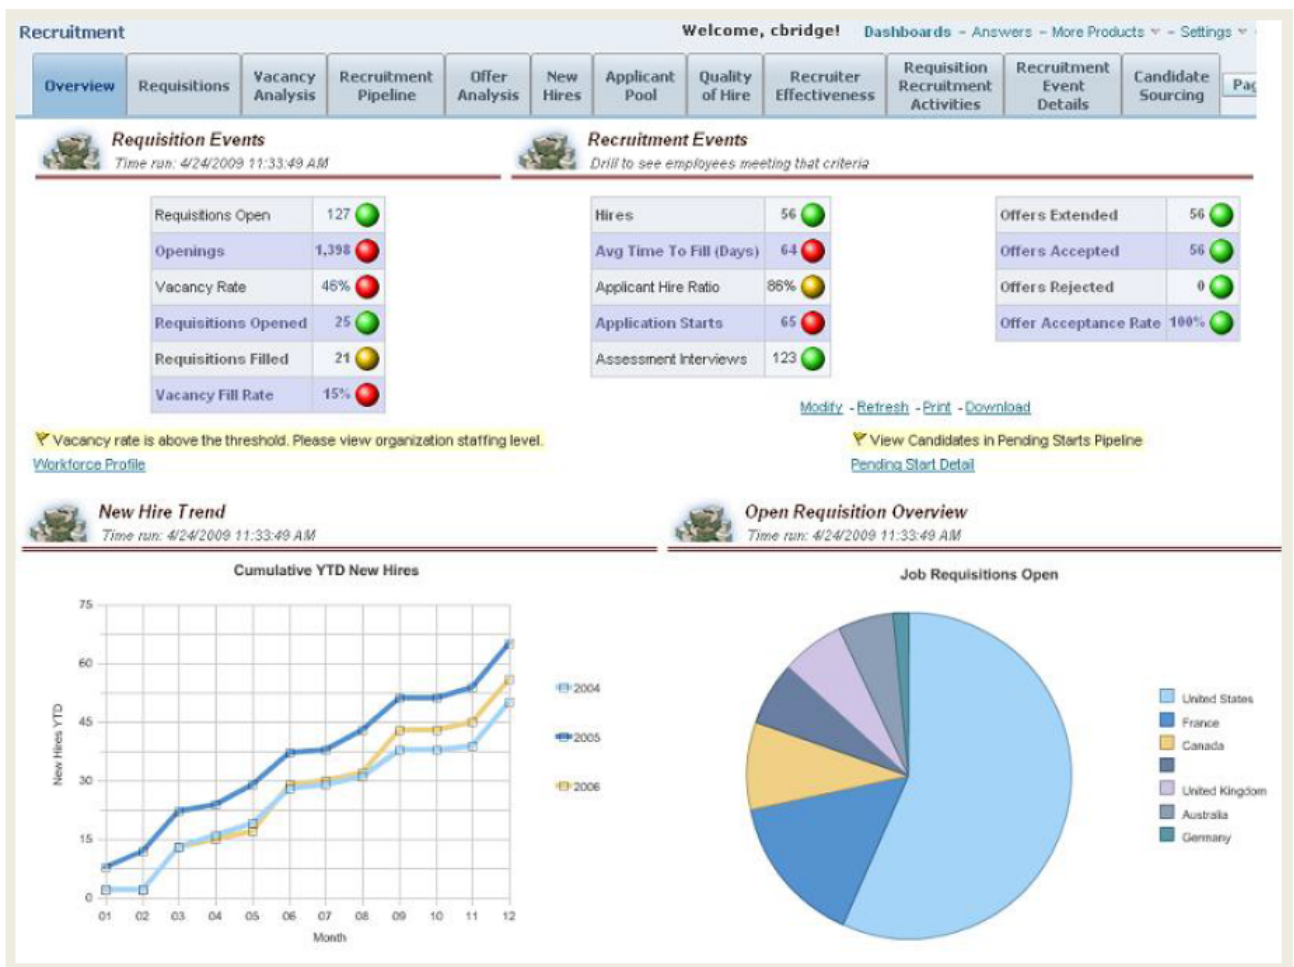 Recruitment
Welcome, cbridge!
Dashboards - Answers - More Products - Settings
Overview
Requisitions
Vacancy Analysis
Recruitment Pipeline
Offer Analysis
New Hires
Applicant Pool
Quality of Hire
Recruiter Effectiveness
Requisition Recruitment Activities
Recruitment Event Details
Candidate Sourcing
Requisition Events
Time run: 4/24/2009 11:33:49 AM
Recruitment Events
Drill to see employees meeting that criteria
Requisitions Open 127
Openings 1,398
Vacancy Rate 46%
Requisitions Opened 25
Requisitions Filled 21
Vacancy Fill Rate 15%
Hires 56
Avg Time To Fill (Days) 64
Applicant Hire Ratio 86%
Application Starts 65
Assessment Interviews 123
Offers Extended 56
Offers Accepted 56
Offers Rejected 0
Offer Acceptance Rate 100%
Modify - Refresh - Print - Download
Vacancy rate is above the threshold. Please view organization staffing level.
Workforce Profile
View Candidates in Pending Starts Pipeline
Pending Start Detail
New Hire Trend
Time run: 4/24/2009 11:33:49 AM
Open Requisition Overview
Time run: 4/24/2009 11:33:49 AM
Cumulative YTD New Hires
New Hires YTD
75
60
45
30
15
0
01 02 03 04 05 06 07 08 09 10 11 12
Month
2004
2005
2006
Job Requisitions Open
United States
France
Canada
United Kingdom
Australia
Germany